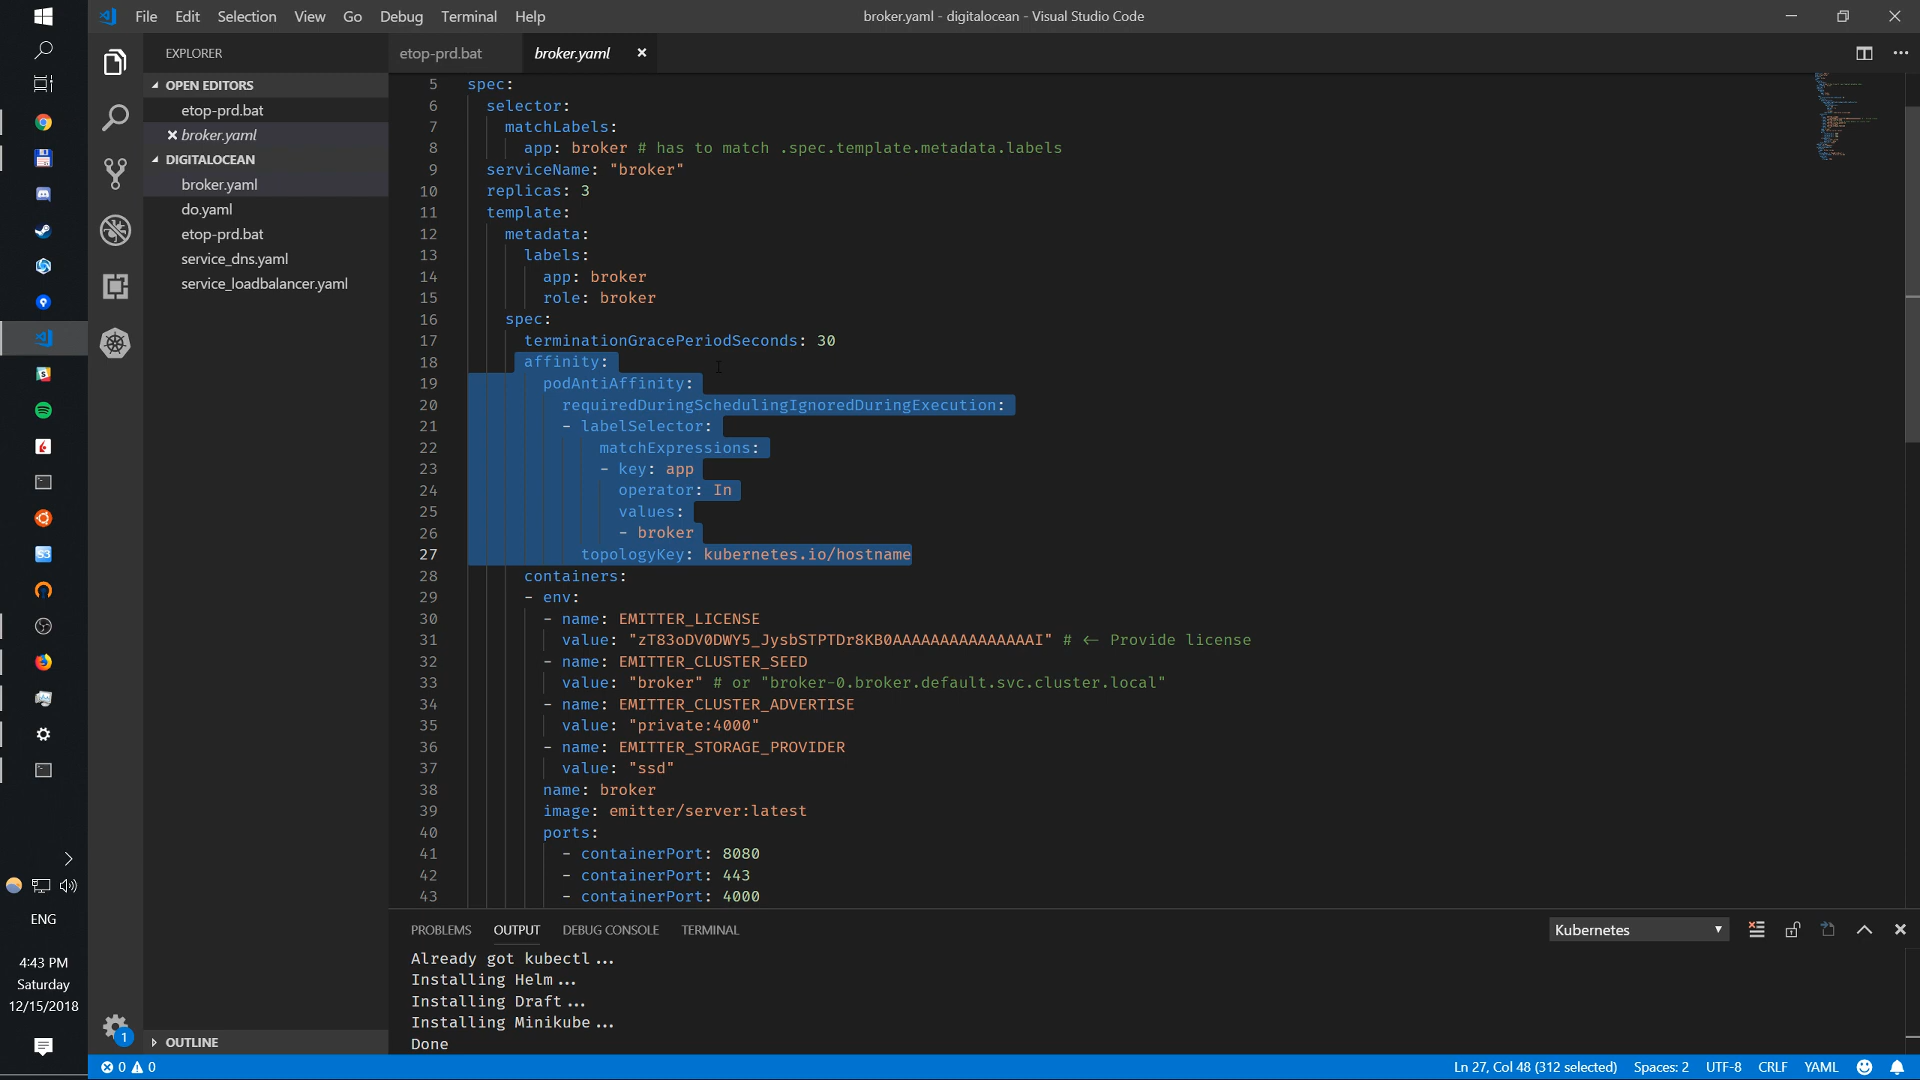 File Edit Selection View Go Debug Terminal Help
broker.yaml - digitalocean - Visual Studio Code
EXPLORER
OPEN EDITORS
etop-prd.bat
broker.yaml
DIGITALOCEAN
broker.yaml
do.yaml
etop-prd.bat
service_dns.yaml
service_loadbalancer.yaml
OUTLINE
etop-prd.bat broker.yaml
5 spec:
6 selector:
7 matchLabels:
8 app: broker # has to match .spec.template.metadata.labels
9 serviceName: "broker"
10 replicas: 3
11 template:
12 metadata:
13 labels:
14 app: broker
15 role: broker
16 spec:
17 terminationGracePeriodSeconds: 30
18 affinity:
19 podAntiAffinity:
20 requiredDuringSchedulingIgnoredDuringExecution:
21 - labelSelector:
22 matchExpressions:
23 - key: app
24 operator: In
25 values:
26 - broker
27 topologyKey: kubernetes.io/hostname
28 containers:
29 - env:
30 - name: EMITTER_LICENSE
31 value: "zT83oDV0DWY5_JysbSTPTDr8KB0AAAAAAAAAAAAAAAI" # ← Provide license
32 - name: EMITTER_CLUSTER_SEED
33 value: "broker" # or "broker-0.broker.default.svc.cluster.local"
34 - name: EMITTER_CLUSTER_ADVERTISE
35 value: "private:4000"
36 - name: EMITTER_STORAGE_PROVIDER
37 value: "ssd"
38 name: broker
39 image: emitter/server:latest
40 ports:
41 - containerPort: 8080
42 - containerPort: 443
43 - containerPort: 4000
PROBLEMS OUTPUT DEBUG CONSOLE TERMINAL
Kubernetes
Already got kubectl ...
Installing Helm ...
Installing Draft ...
Installing Minikube ...
Done
ENG
4:43 PM
Saturday
12/15/2018
1
0 0
Ln 27, Col 48 (312 selected) Spaces: 2 UTF-8 CRLF YAML